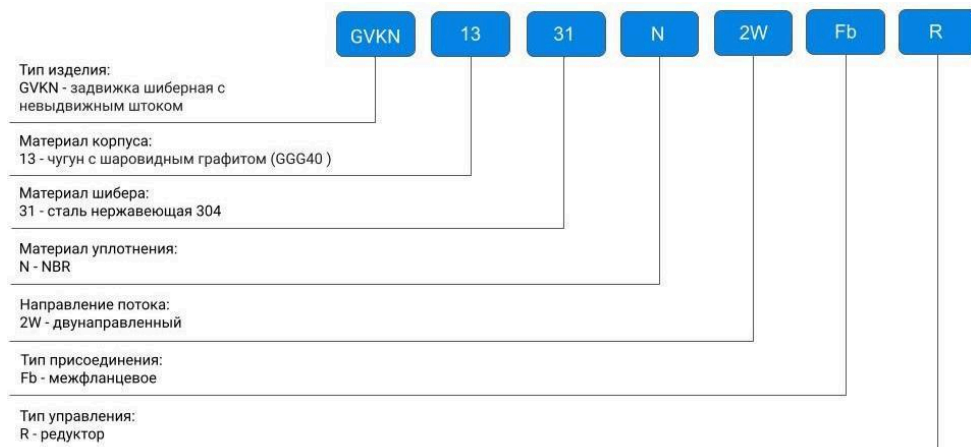 GVKN 13 31 N 2W Fb R
Тип изделия:
GVKN - задвижка шиберная с
невыдвижным штоком
Материал корпуса:
13 - чугун с шаровидным графитом (GGG40 )
Материал шибера:
31 - сталь нержавеющая 304
Материал уплотнения:
N - NBR
Направление потока:
2W - двунаправленный
Тип присоединения:
Fb - межфланцевое
Тип управления:
R - редуктор